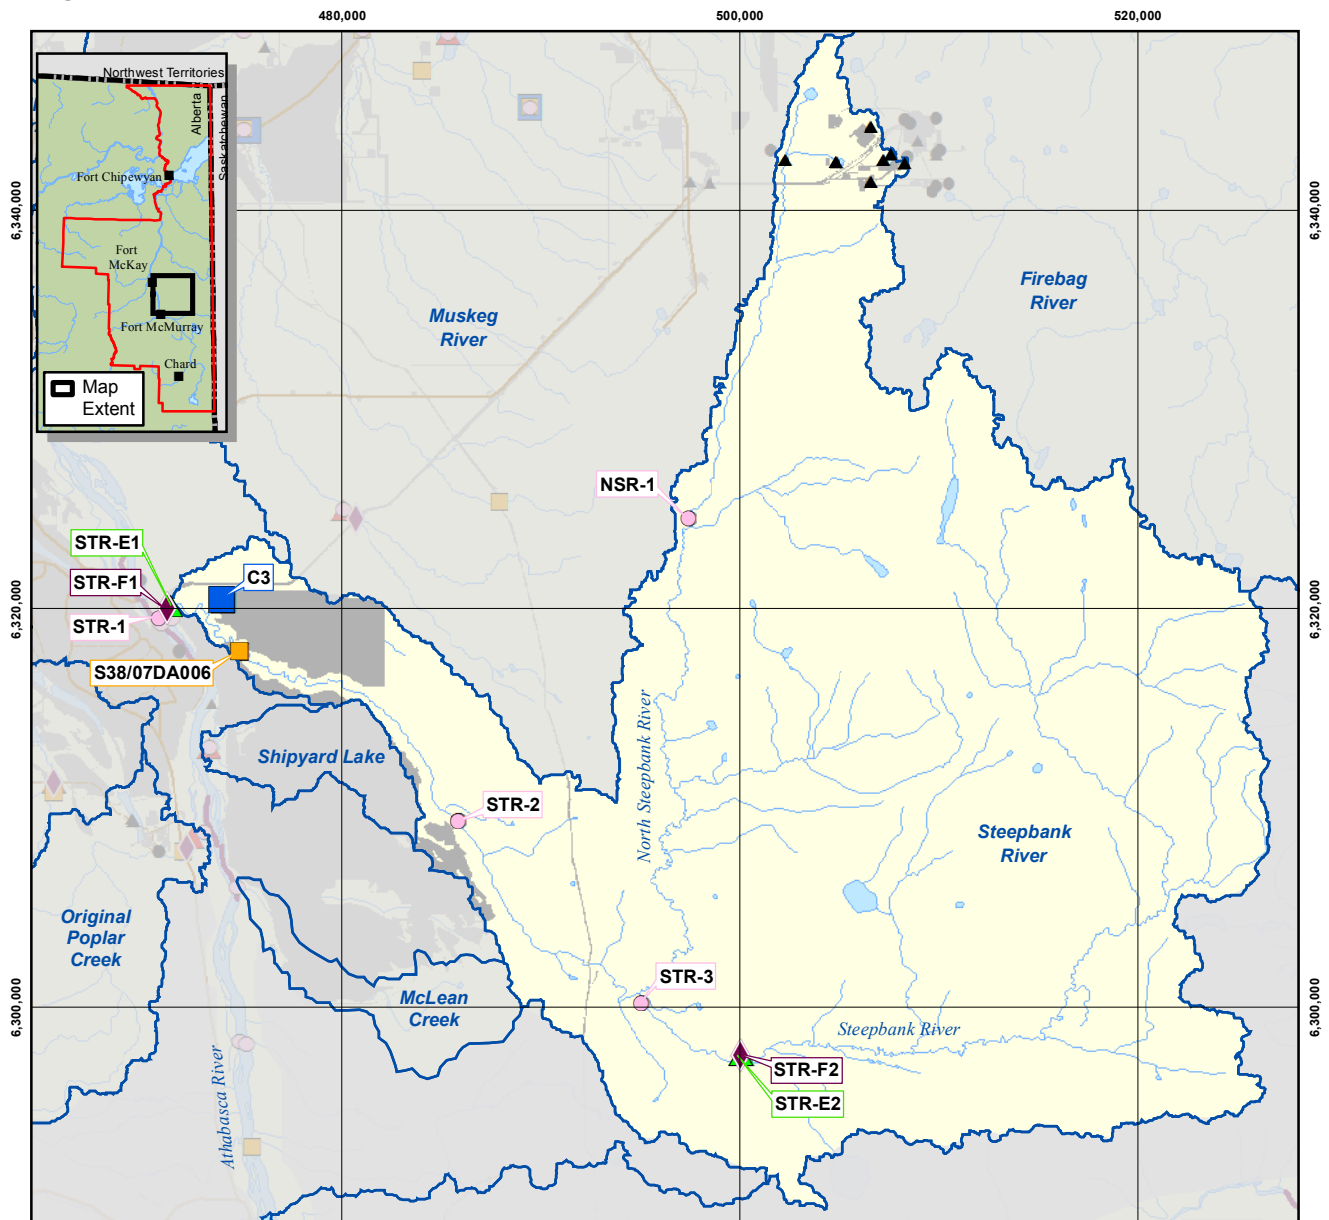 480,000
500,000
520,000
6,340,000
6,340,000
6,320,000
6,320,000
6,300,000
6,300,000
Northwest Territories
Alberta
Saskatchewan
Fort Chipewyan
Fort
McKay
Fort McMurray
Chard
Map
Extent
Muskeg
River
Firebag
River
NSR-1
STR-E1
STR-F1
STR-1
C3
S38/07DA006
Shipyard Lake
STR-2
North Steepbank River
Steepbank
River
Original
Poplar
Creek
McLean
Creek
STR-3
Steepbank River
STR-F2
STR-E2
Athabasca River